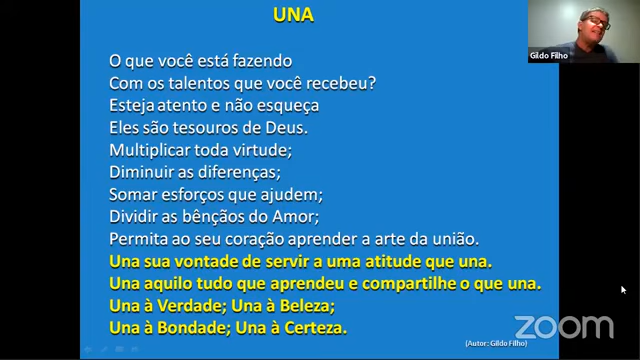 UNA
Gildo Filho
O que você está fazendo
Com os talentos que você recebeu?
Esteja atento e não esqueça
Eles são tesouros de Deus.
Multiplicar toda virtude;
Diminuir as diferenças;
Somar esforços que ajudem;
Dividir as bênçãos do Amor;
Permita ao seu coração aprender a arte da união.
Una sua vontade de servir a uma atitude que una.
Una aquilo tudo que aprendeu e compartilhe o que una.
Una à Verdade; Una à Beleza;
Una à Bondade; Una à Certeza.
(Autor: Gildo Filho)
zoom